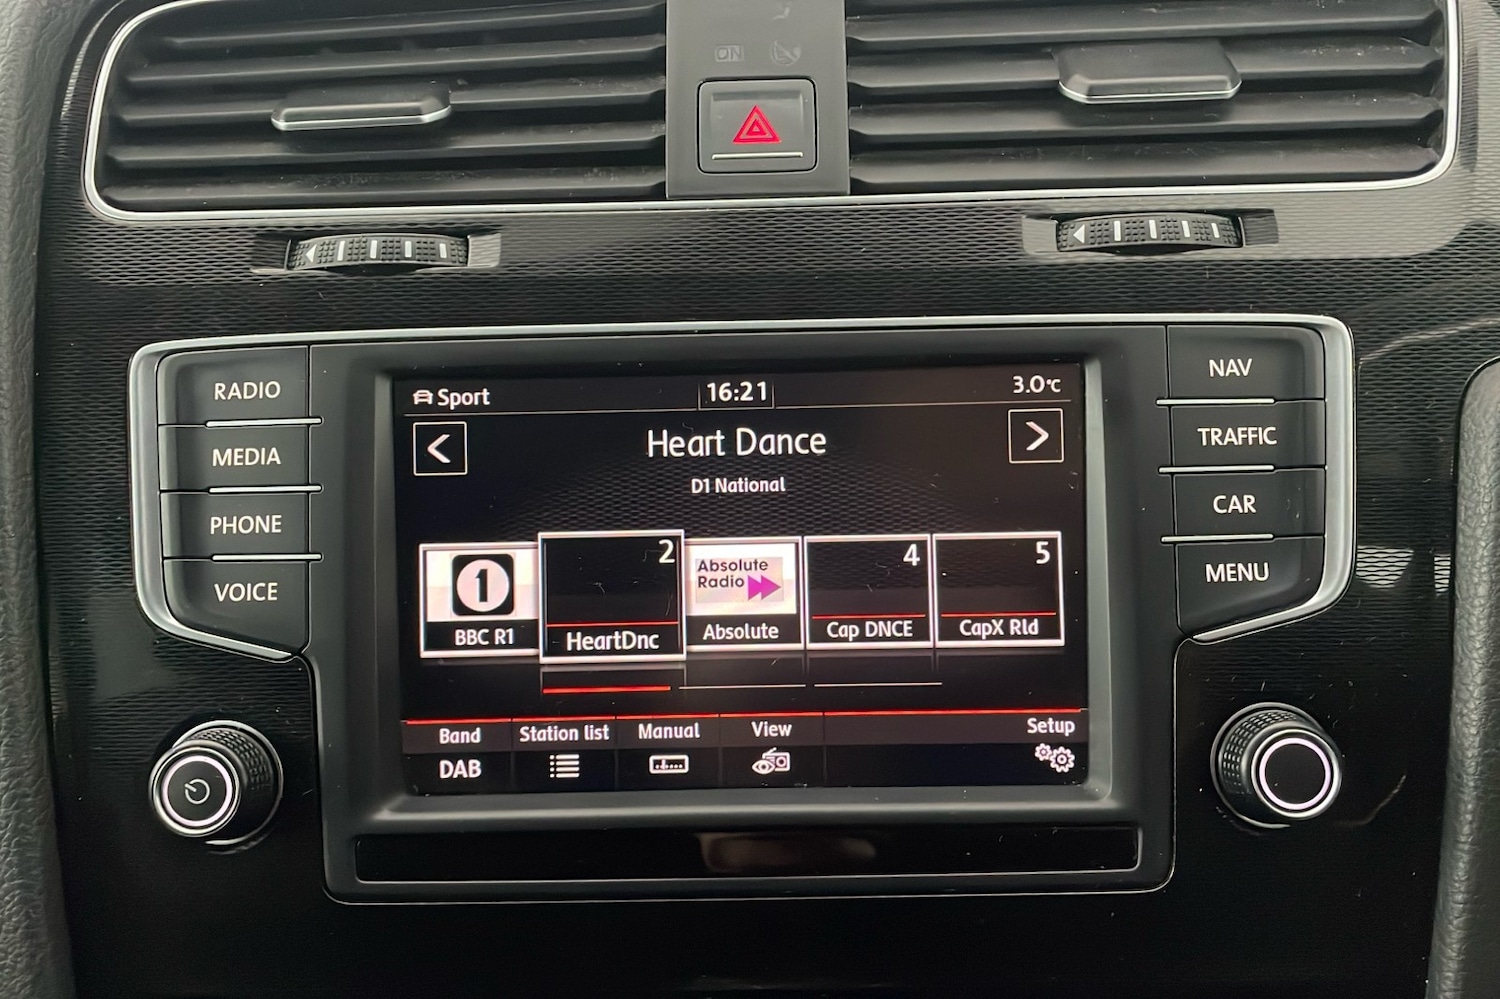 ON
RADIO
MEDIA
PHONE
VOICE
NAV
TRAFFIC
CAR
MENU
Sport
16:21
3.0°C
<
Heart Dance
>
D1 National
1
BBC R1
2
HeartDnc
Absolute
Radio
Absolute
4
Cap DNCE
5
CapX Rld
Band
DAB
Station list
Manual
View
Setup